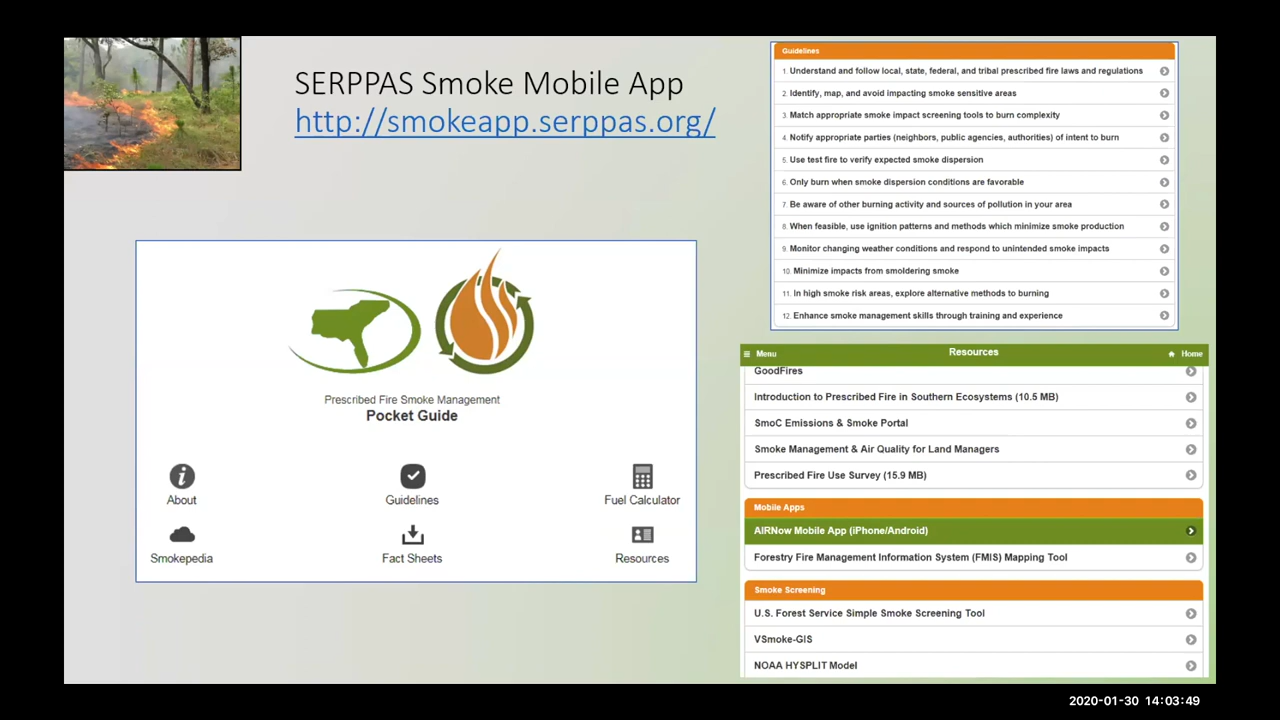 SERPPAS Smoke Mobile App
http://smokeapp.serppas.org/
Prescribed Fire Smoke Management
Pocket Guide
About
Guidelines
Fuel Calculator
Smokepedia
Fact Sheets
Resources
Guidelines
1. Understand and follow local, state, federal, and tribal prescribed fire laws and regulations
2. Identify, map, and avoid impacting smoke sensitive areas
3. Match appropriate smoke impact screening tools to burn complexity
4. Notify appropriate parties (neighbors, public agencies, authorities) of intent to burn
5. Use test fire to verify expected smoke dispersion
6. Only burn when smoke dispersion conditions are favorable
7. Be aware of other burning activity and sources of pollution in your area
8. When feasible, use ignition patterns and methods which minimize smoke production
9. Monitor changing weather conditions and respond to unintended smoke impacts
10. Minimize impacts from smoldering smoke
11. In high smoke risk areas, explore alternative methods to burning
12. Enhance smoke management skills through training and experience
Menu Resources Home
GoodFires
Introduction to Prescribed Fire in Southern Ecosystems (10.5 MB)
SmoC Emissions & Smoke Portal
Smoke Management & Air Quality for Land Managers
Prescribed Fire Use Survey (15.9 MB)
Mobile Apps
AIRNow Mobile App (iPhone/Android)
Forestry Fire Management Information System (FMIS) Mapping Tool
Smoke Screening
U.S. Forest Service Simple Smoke Screening Tool
VSmoke-GIS
NOAA HYSPLIT Model
2020-01-30 14:03:49